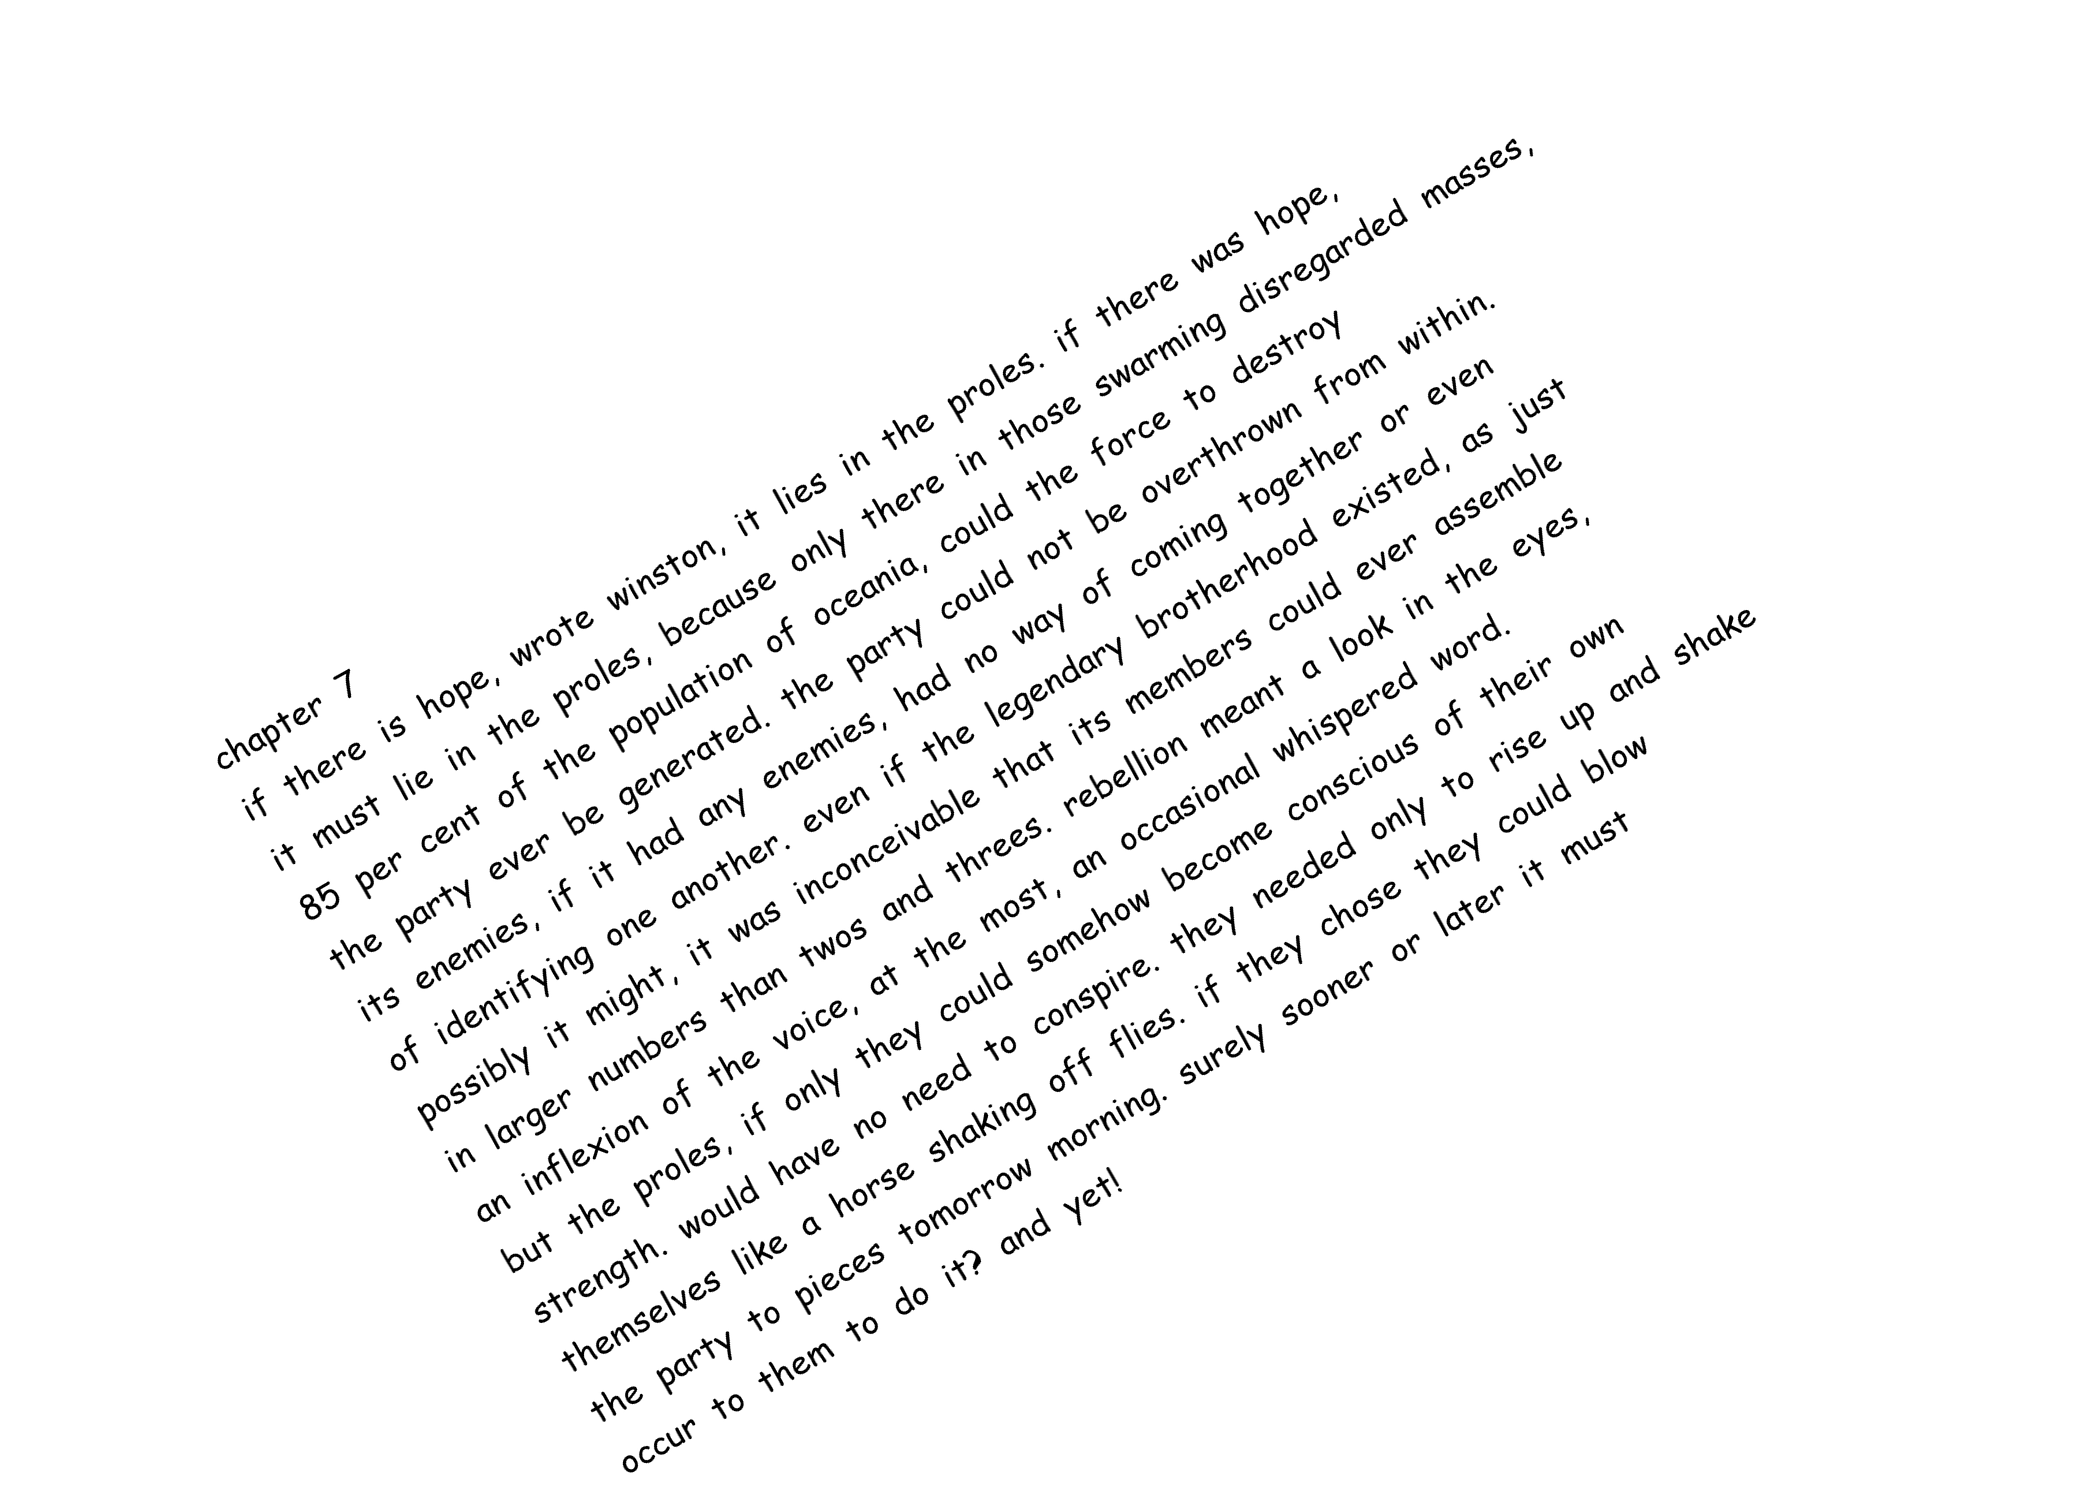 chapter 7
if there is hope, wrote winston, it lies in the proles. if there was hope,
it must lie in the proles, because only there in those swarming disregarded masses,
85 per cent of the population of oceania, could the force to destroy
the party ever be generated. the party could not be overthrown from within.
its enemies, if it had any enemies, had no way of coming together or even
of identifying one another. even if the legendary brotherhood existed, as just
possibly it might, it was inconceivable that its members could ever assemble
in larger numbers than twos and threes. rebellion meant a look in the eyes,
an inflexion of the voice, at the most, an occasional whispered word.
but the proles, if only they could somehow become conscious of their own
strength. would have no need to conspire. they needed only to rise up and shake
themselves like a horse shaking off flies. if they chose they could blow
the party to pieces tomorrow morning. surely sooner or later it must
occur to them to do it? and yet!